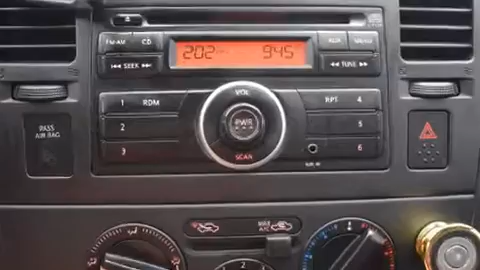 FM·AM CD
202 945
SEEK
TUNE
VOL
1 RDM
RPT 4
2
PWR
5
3
SCAN
6
PASS
AIR BAG
MAX
A/C
2